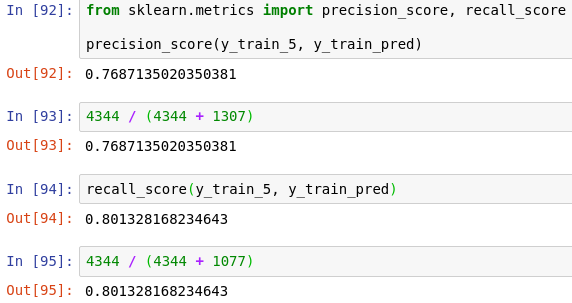 In [92]: from sklearn.metrics import precision_score, recall_score
precision_score(y_train_5, y_train_pred)
Out[92]: 0.7687135020350381
In [93]: 4344 / (4344 + 1307)
Out[93]: 0.7687135020350381
In [94]: recall_score(y_train_5, y_train_pred)
Out[94]: 0.801328168234643
In [95]: 4344 / (4344 + 1077)
Out[95]: 0.801328168234643